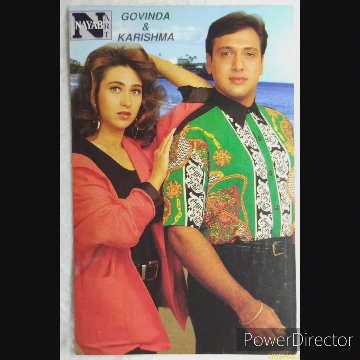 NAYAB
N
GOVINDA
&
KARISHMA
PowerDirector